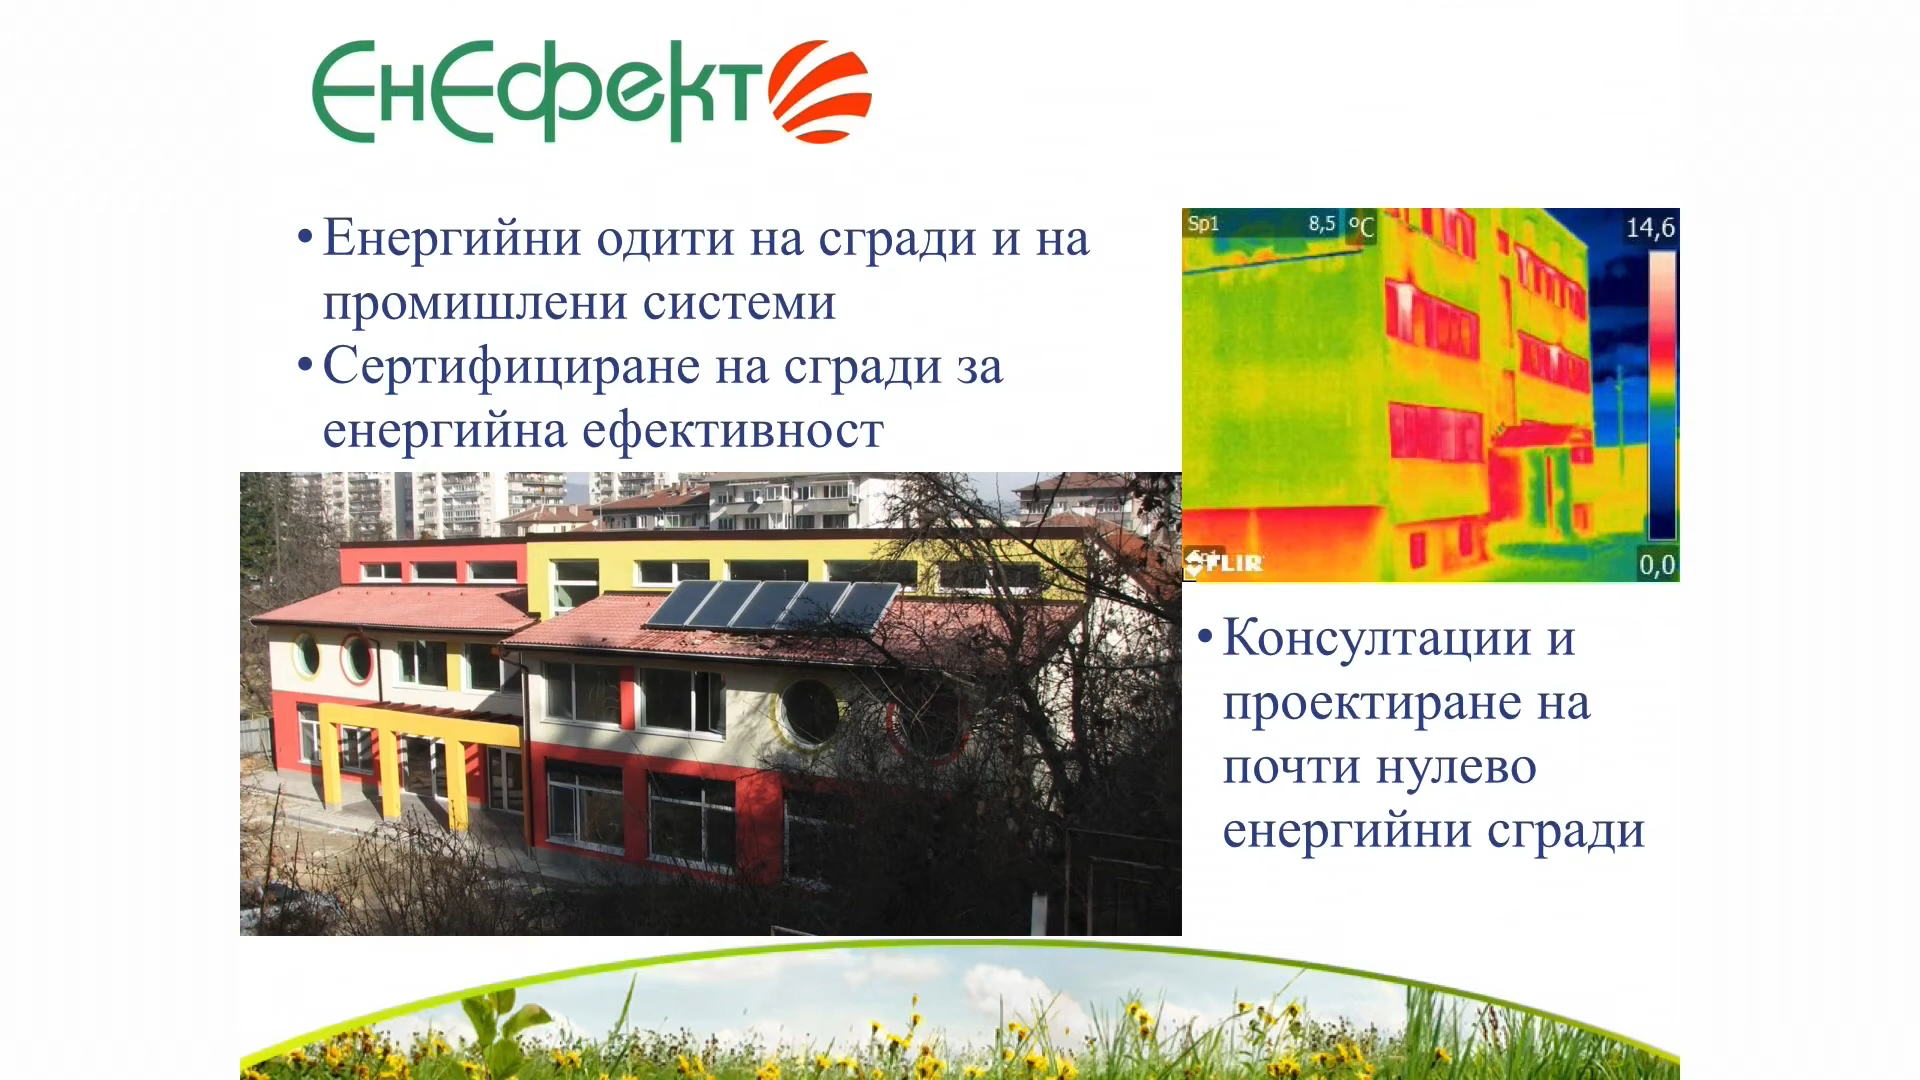 ЕнЕфект
• Енергийни одити на сгради и на
промишлени системи
• Сертифициране на сгради за
енергийна ефективност
Sp1 8,5 °C
14,6
FLIR
0,0
• Консултации и
проектиране на
почти нулево
енергийни сгради